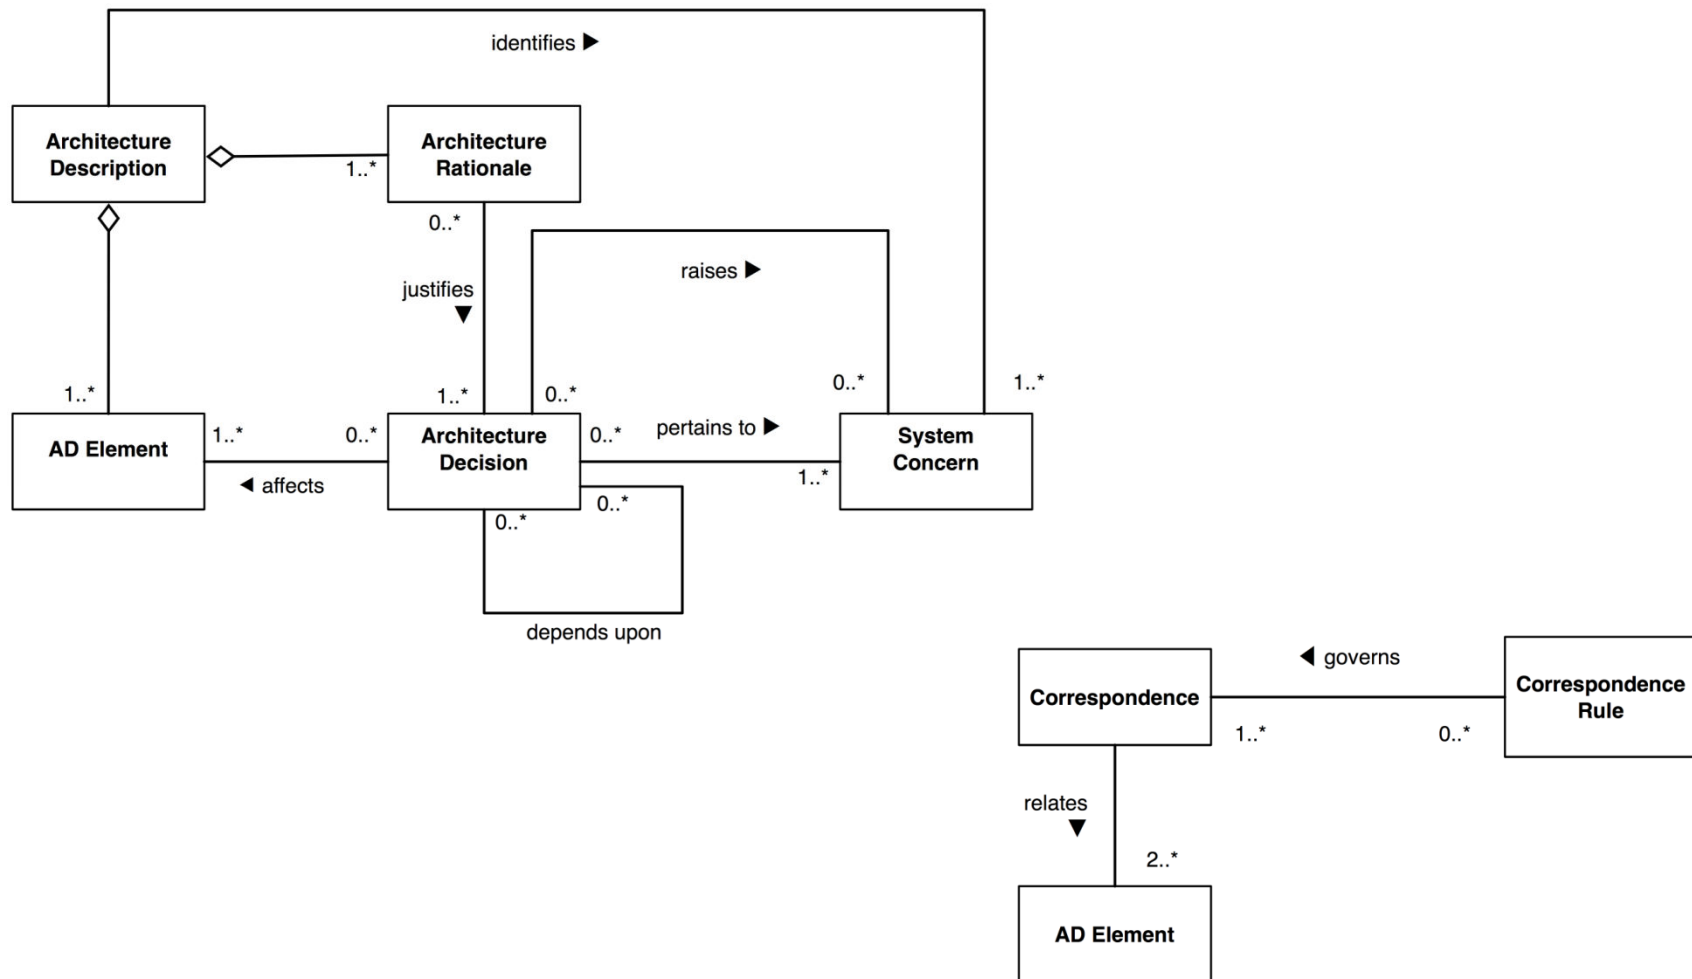 identifies ►
Architecture
Description
Architecture
Rationale
1..*
0..*
raises ►
justifies
▼
1..*
1..*
0..*
0..*
1..*
AD Element
1..*
0..*
Architecture
Decision
0..*
pertains to ►
1..*
System
Concern
◄ affects
0..*
0..*
depends upon
◄ governs
Correspondence
Correspondence
Rule
1..*
0..*
relates
▼
2..*
AD Element